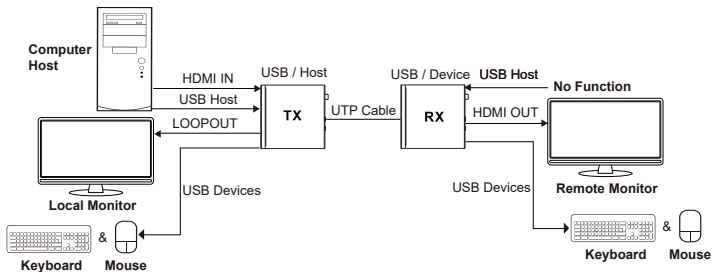 Computer
Host
HDMI IN
USB / Host
USB Host
TX
LOOPOUT
UTP Cable
USB / Device
USB Host
No Function
RX
HDMI OUT
USB Devices
USB Devices
Local Monitor
Remote Monitor
&
Keyboard
Mouse
&
Keyboard
Mouse